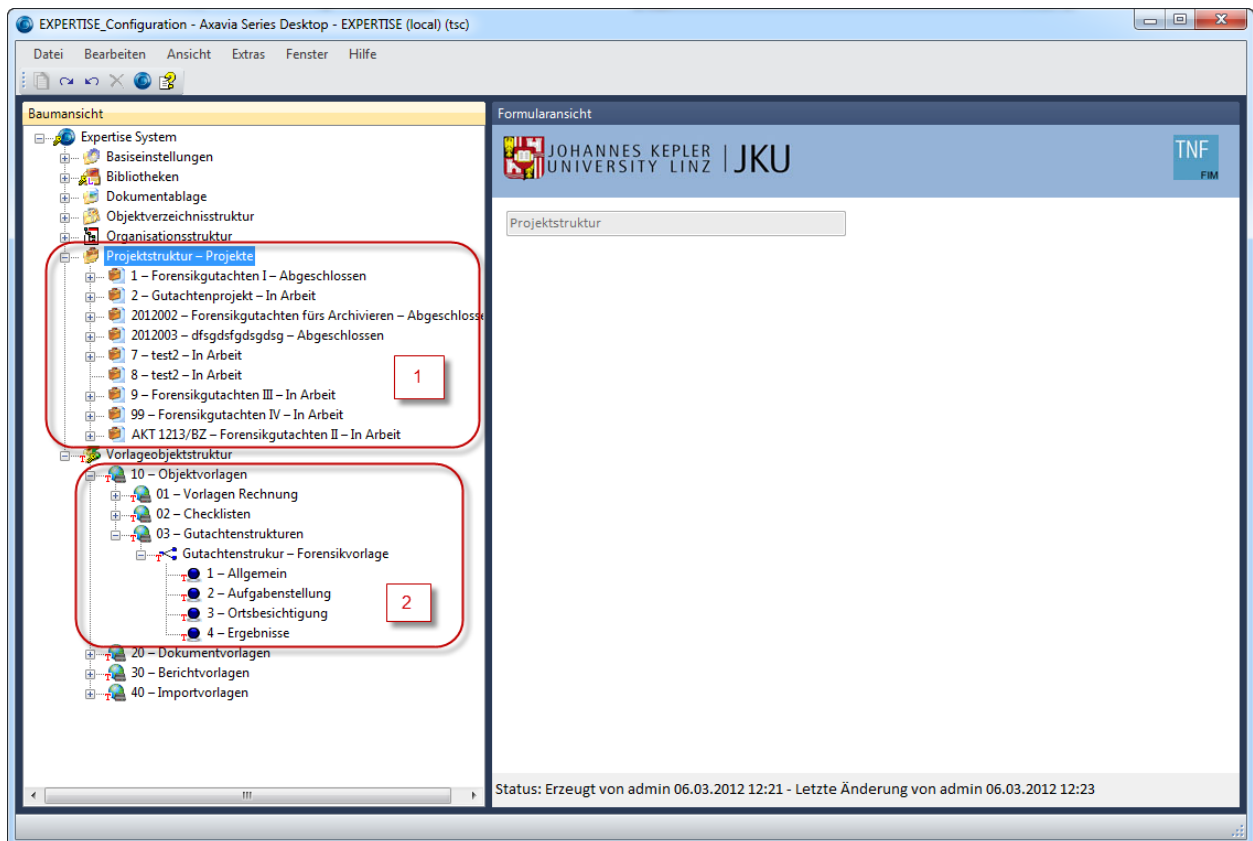 EXPERTISE_Configuration - Axavia Series Desktop - EXPERTISE (local) (tsc)
Datei Bearbeiten Ansicht Extras Fenster Hilfe
Baumansicht
Expertise System
Basiseinstellungen
Bibliotheken
Dokumentablage
Objektverzeichnisstruktur
Organisationsstruktur
Projektstruktur – Projekte
1 – Forensikgutachten I – Abgeschlossen
2 – Gutachtenprojekt – In Arbeit
2012002 – Forensikgutachten fürs Archivieren – Abgeschlosse
2012003 – dfsgdsfgdsgdsg – Abgeschlossen
7 – test2 – In Arbeit
8 – test2 – In Arbeit
9 – Forensikgutachten III – In Arbeit
99 – Forensikgutachten IV – In Arbeit
AKT 1213/BZ – Forensikgutachten II – In Arbeit
1
Vorlageobjektstruktur
10 – Objektvorlagen
01 – Vorlagen Rechnung
02 – Checklisten
03 – Gutachtenstrukturen
Gutachtenstrukur – Forensikvorlage
1 – Allgemein
2 – Aufgabenstellung
3 – Ortsbesichtigung
4 – Ergebnisse
2
20 – Dokumentvorlagen
30 – Berichtvorlagen
40 – Importvorlagen
Formularansicht
JOHANNES KEPLER
UNIVERSITY LINZ | JKU
TNF
FIM
Projektstruktur
Status: Erzeugt von admin 06.03.2012 12:21 - Letzte Änderung von admin 06.03.2012 12:23